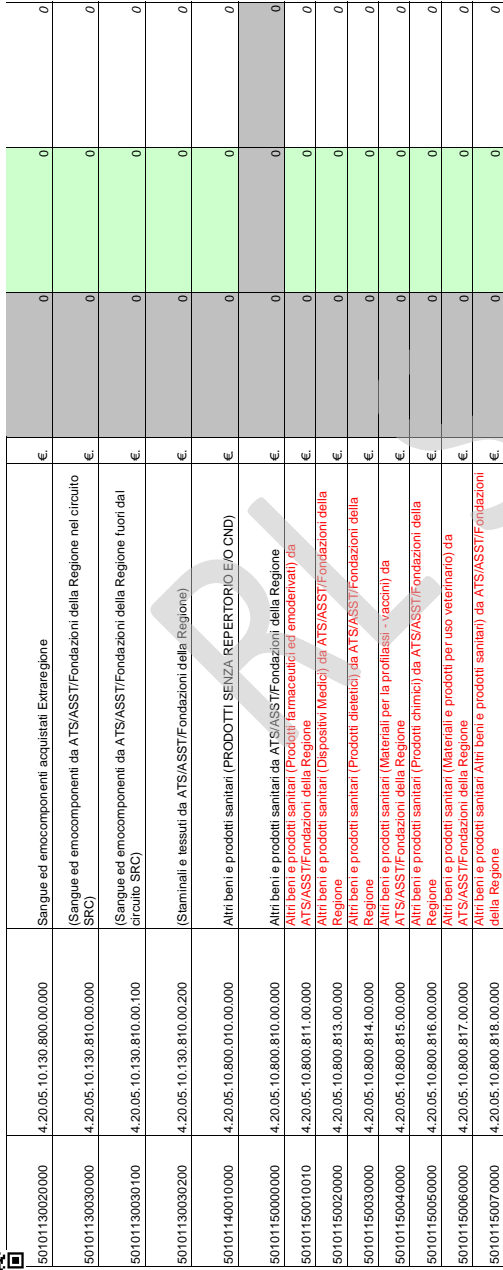 50101130020000 4.20.05.10.130.800.00.000 Sangue ed emocomponenti acquistati Extraregione €. 0 0 0
50101130030000 4.20.05.10.130.810.00.000 (Sangue ed emocomponenti da ATS/ASST/Fondazioni della Regione nel circuito
SRC) €. 0 0 0
50101130030100 4.20.05.10.130.810.00.100 (Sangue ed emocomponenti da ATS/ASST/Fondazioni della Regione fuori dal
circuito SRC) €. 0 0 0
50101130030200 4.20.05.10.130.810.00.200 (Staminali e tessuti da ATS/ASST/Fondazioni della Regione) €. 0 0 0
50101140010000 4.20.05.10.800.010.00.000 Altri beni e prodotti sanitari (PRODOTTI SENZA REPERTORIO E/O CND) €. 0 0 0
50101150000000 4.20.05.10.800.810.00.000 Altri beni e prodotti sanitari da ATS/ASST/Fondazioni della Regione €. 0 0 0
50101150010010 4.20.05.10.800.811.00.000 Altri beni e prodotti sanitari (Prodotti farmaceutici ed emoderivati) da
ATS/ASST/Fondazioni della Regione €. 0 0 0
50101150020000 4.20.05.10.800.813.00.000 Altri beni e prodotti sanitari (Dispositivi Medici) da ATS/ASST/Fondazioni della
Regione €. 0 0 0
50101150030000 4.20.05.10.800.814.00.000 Altri beni e prodotti sanitari (Prodotti dietetici) da ATS/ASST/Fondazioni della
Regione €. 0 0 0
50101150040000 4.20.05.10.800.815.00.000 Altri beni e prodotti sanitari (Materiali per la profilassi - vaccini) da
ATS/ASST/Fondazioni della Regione €. 0 0 0
50101150050000 4.20.05.10.800.816.00.000 Altri beni e prodotti sanitari (Prodotti chimici) da ATS/ASST/Fondazioni della
Regione €. 0 0 0
50101150060000 4.20.05.10.800.817.00.000 Altri beni e prodotti sanitari (Materiali e prodotti per uso veterinario) da
ATS/ASST/Fondazioni della Regione €. 0 0 0
50101150070000 4.20.05.10.800.818.00.000 Altri beni e prodotti sanitari Altri beni e prodotti sanitari) da ATS/ASST/Fondazioni
della Regione €. 0 0 0
RL